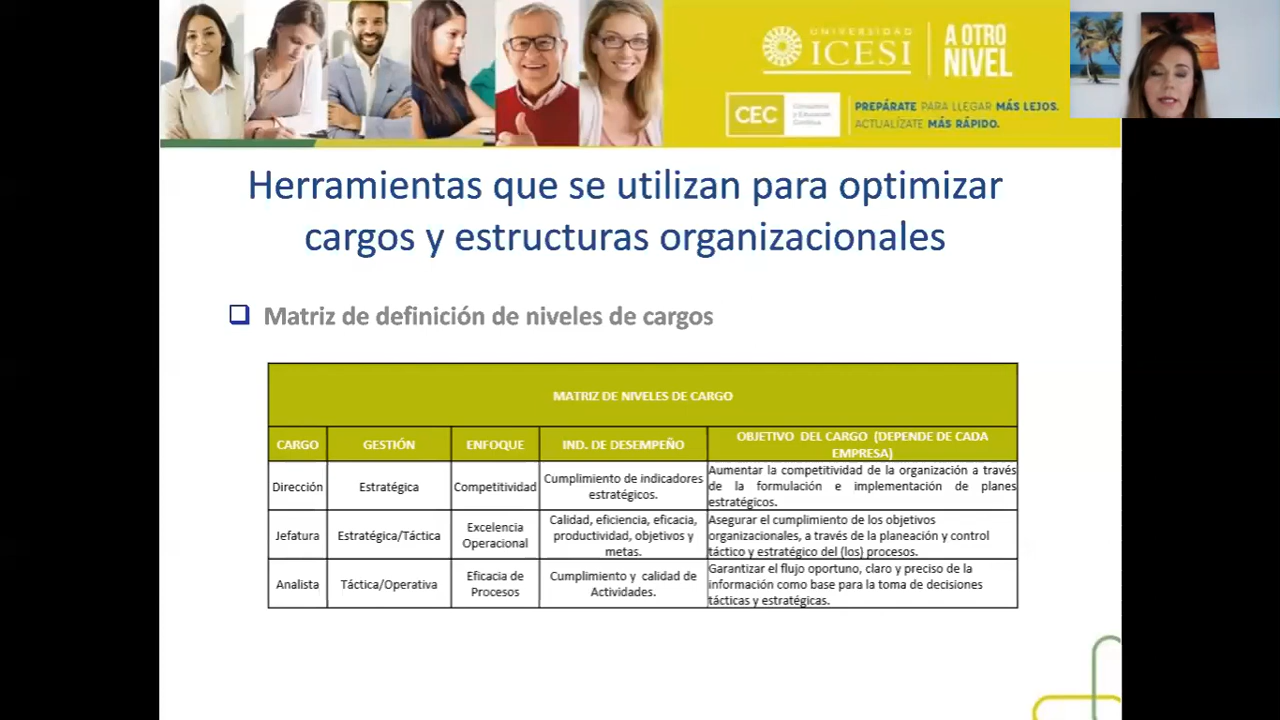 UNIVERSIDAD
ICESI
A OTRO
NIVEL
CEC
Consultoría
y Educación
Continua
PREPÁRATE PARA LLEGAR MÁS LEJOS.
ACTUALÍZATE MÁS RÁPIDO.
Herramientas que se utilizan para optimizar
cargos y estructuras organizacionales
Matriz de definición de niveles de cargos
MATRIZ DE NIVELES DE CARGO
CARGO GESTIÓN ENFOQUE IND. DE DESEMPEÑO OBJETIVO DEL CARGO (DEPENDE DE CADA
EMPRESA)
Dirección Estratégica Competitividad Cumplimiento de indicadores
estratégicos.
Aumentar la competitividad de la organización a través
de la formulación e implementación de planes
estratégicos.
Jefatura Estratégica/Táctica Excelencia
Operacional
Calidad, eficiencia, eficacia,
productividad, objetivos y
metas.
Asegurar el cumplimiento de los objetivos
organizacionales, a través de la planeación y control
táctico y estratégico del (los) procesos.
Analista Táctica/Operativa Eficacia de
Procesos
Cumplimiento y calidad de
Actividades.
Garantizar el flujo oportuno, claro y preciso de la
información como base para la toma de decisiones
tácticas y estratégicas.